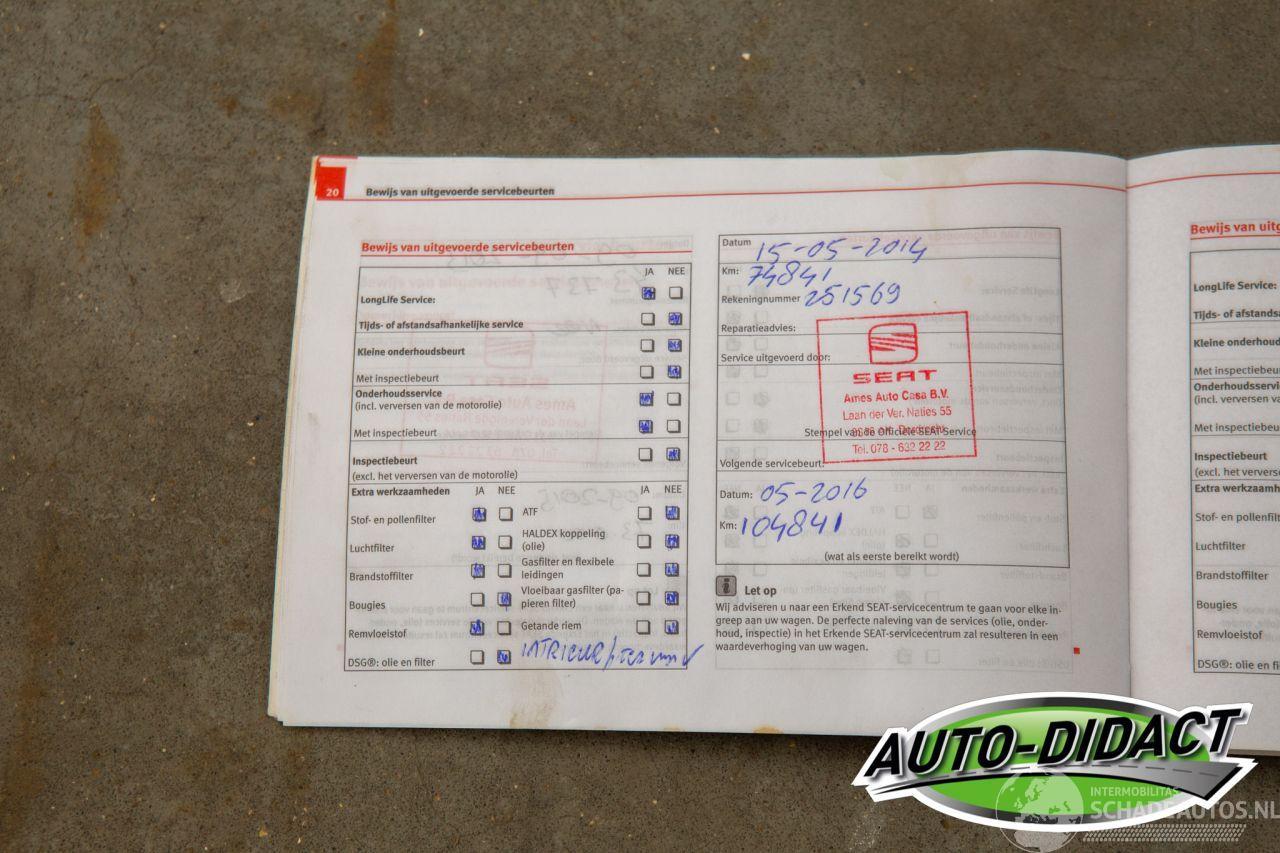 20 Bewijs van uitgevoerde servicebeurten
Bewijs van uitgevoerde servicebeurten
JA NEE
LongLife Service:
Tijds- of afstandsafhankelijke service
Kleine onderhoudsbeurt
Met inspectiebeurt
Onderhoudsservice
(incl. verversen van de motorolie)
Met inspectiebeurt
Inspectiebeurt
(excl. het verversen van de motorolie)
Extra werkzaamheden JA NEE JA NEE
Stof- en pollenfilter
ATF
Luchtfilter
HALDEX koppeling
(olie)
Brandstoffilter
Gasfilter en flexibele
leidingen
Bougies
Vloeibaar gasfilter (pa-
pieren filter)
Remvloeistof
Getande riem
DSG®: olie en filter
Datum 15-05-2014
Km: 74841
Rekeningnummer 251569
Reparatieadvies:
Service uitgevoerd door:
SEAT
Ames Auto Casa B.V.
Laan der Ver. Naties 55
Stempel van de Officiële SEAT-Service
Tel. 078 - 632 22 22
Volgende servicebeurt:
Datum: 05-2016
Km: 104841
(wat als eerste bereikt wordt)
i Let op
Wij adviseren u naar een Erkend SEAT-servicecentrum te gaan voor elke in-
greep aan uw wagen. De perfecte naleving van de services (olie, onder-
houd, inspectie) in het Erkende SEAT-servicecentrum zal resulteren in een
waardeverhoging van uw wagen.
Bewijs van uitg
LongLife Service:
Tijds- of afstandsa
Kleine onderhoud
Met inspectiebeu
Onderhoudsservi
(incl. verversen v
Met inspectiebeu
Inspectiebeurt
(excl. het ververse
Extra werkzaamh
Stof- en pollenfilt
Luchtfilter
Brandstoffilter
Bougies
Remvloeistof
DSG®: olie en fi
AUTO-DIDACT
INTERMOBILITAS
SCHADEAUTOS.NL